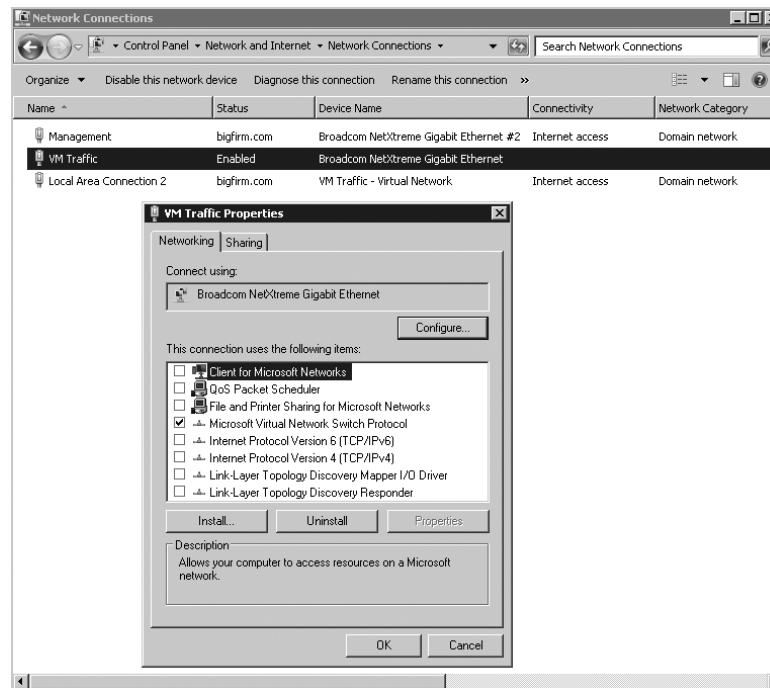 Network Connections
Control Panel Network and Internet Network Connections Search Network Connections
Organize Disable this network device Diagnose this connection Rename this connection »
Name Status Device Name Connectivity Network Category
Management bigfirm.com Broadcom NetXtreme Gigabit Ethernet #2 Internet access Domain network
VM Traffic Enabled Broadcom NetXtreme Gigabit Ethernet
Local Area Connection 2 bigfirm.com VM Traffic - Virtual Network Internet access Domain network
VM Traffic Properties
Networking Sharing
Connect using:
Broadcom NetXtreme Gigabit Ethernet
Configure...
This connection uses the following items:
Client for Microsoft Networks
QoS Packet Scheduler
File and Printer Sharing for Microsoft Networks
Microsoft Virtual Network Switch Protocol
Internet Protocol Version 6 (TCP/IPv6)
Internet Protocol Version 4 (TCP/IPv4)
Link-Layer Topology Discovery Mapper I/O Driver
Link-Layer Topology Discovery Responder
Install... Uninstall Properties
Description
Allows your computer to access resources on a Microsoft
network.
OK Cancel